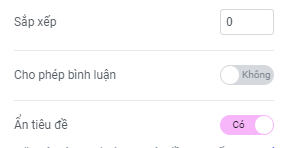 Sắp xếp
0
Cho phép bình luận
Không
Ẩn tiêu đề
Có